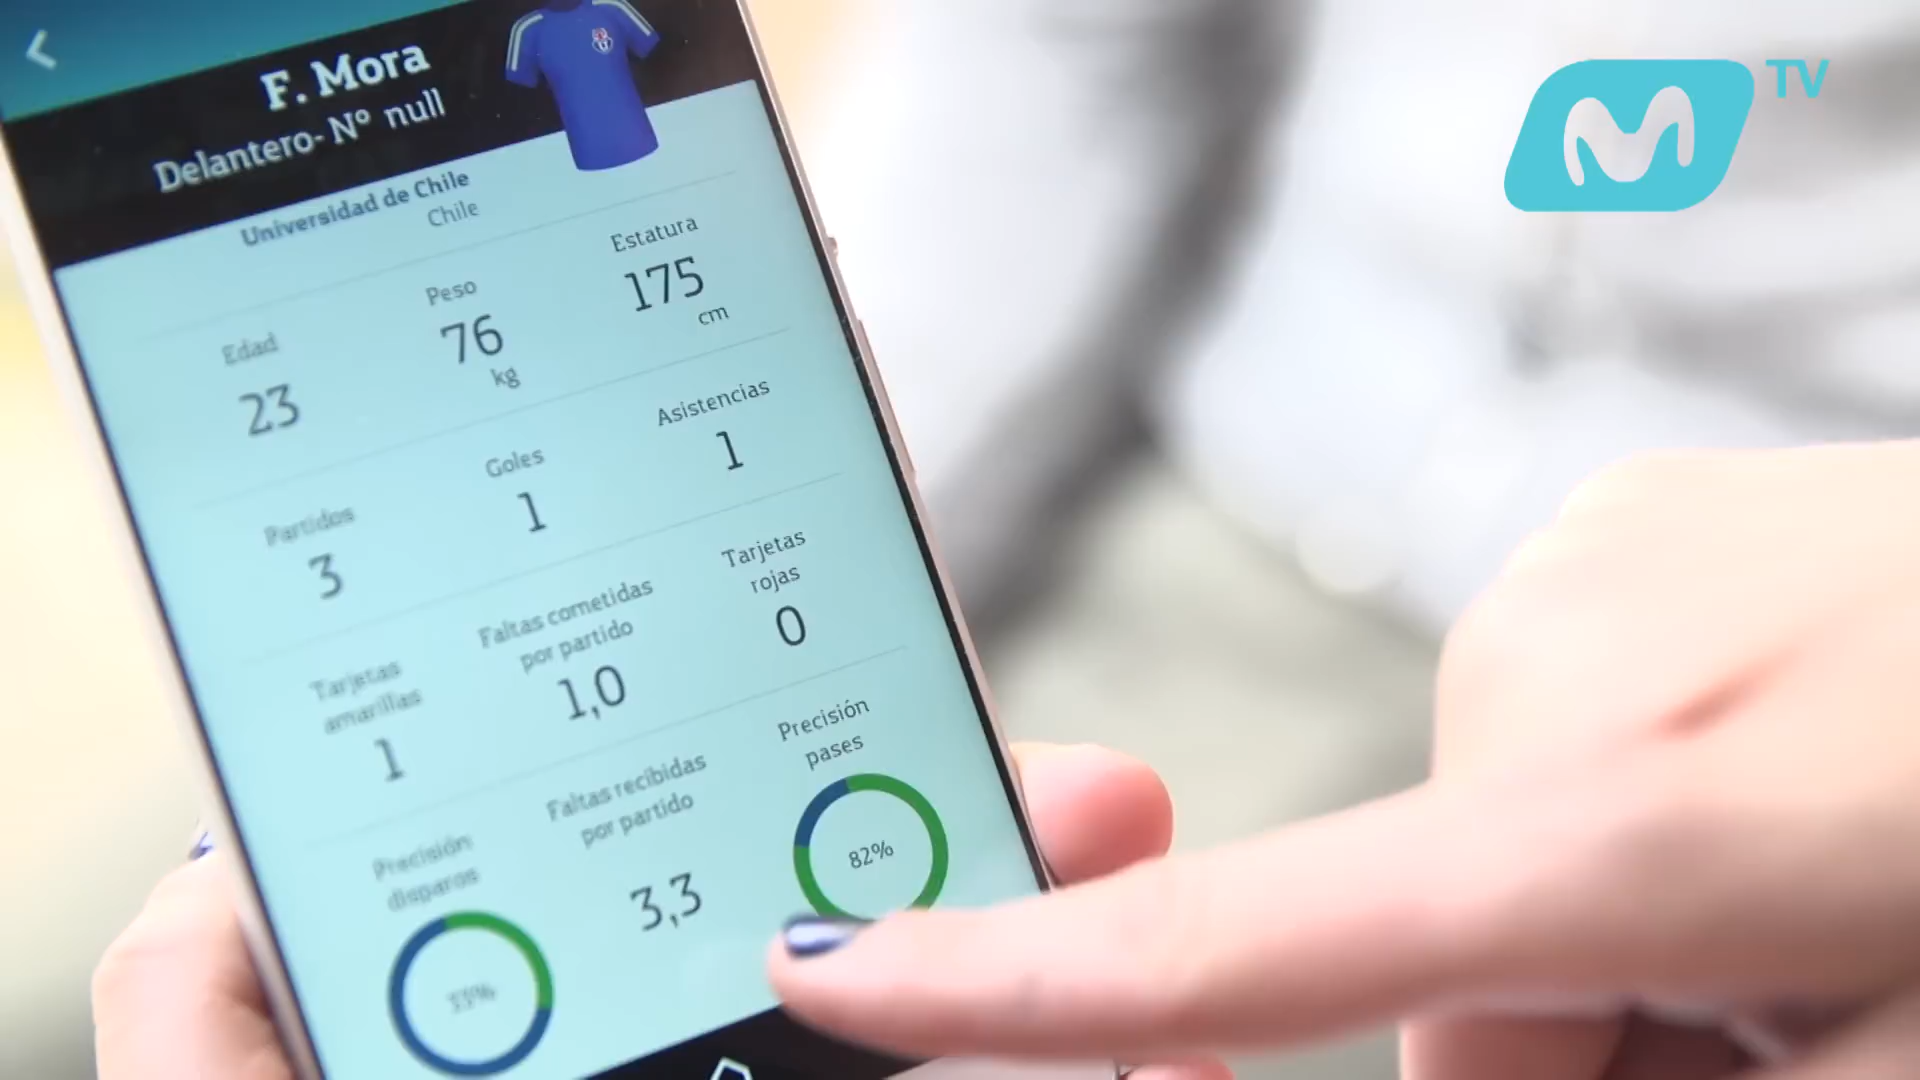 F. Mora
Delantero- Nº null
Universidad de Chile
Chile
Edad
23
Peso
76
kg
Estatura
175
cm
Partidos
3
Goles
1
Asistencias
1
Tarjetas
amarillas
1
Faltas cometidas
por partido
1,0
Tarjetas
rojas
0
Precisión
disparos
33%
Faltas recibidas
por partido
3,3
Precisión
pases
82%
TV